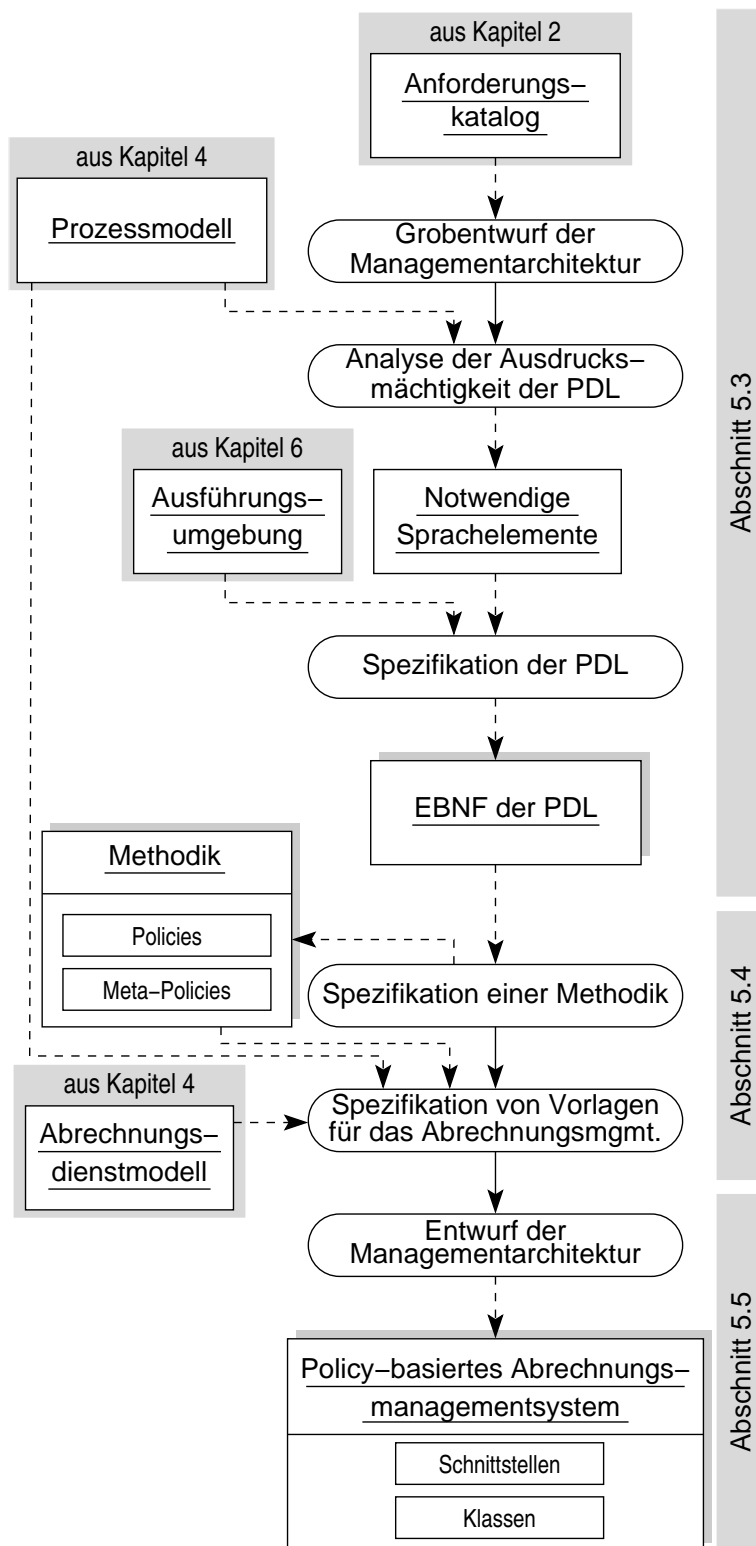 aus Kapitel 2
Anforderungs–
katalog
aus Kapitel 4
Prozessmodell
Grobentwurf der
Managementarchitektur
Analyse der Ausdrucks–
mächtigkeit der PDL
aus Kapitel 6
Ausführungs–
umgebung
Notwendige
Sprachelemente
Spezifikation der PDL
EBNF der PDL
Abschnitt 5.3
Methodik
Policies
Meta–Policies
Spezifikation einer Methodik
aus Kapitel 4
Abrechnungs–
dienstmodell
Spezifikation von Vorlagen
für das Abrechnungsmgmt.
Abschnitt 5.4
Entwurf der
Managementarchitektur
Policy–basiertes Abrechnungs–
managementsystem
Schnittstellen
Klassen
Abschnitt 5.5